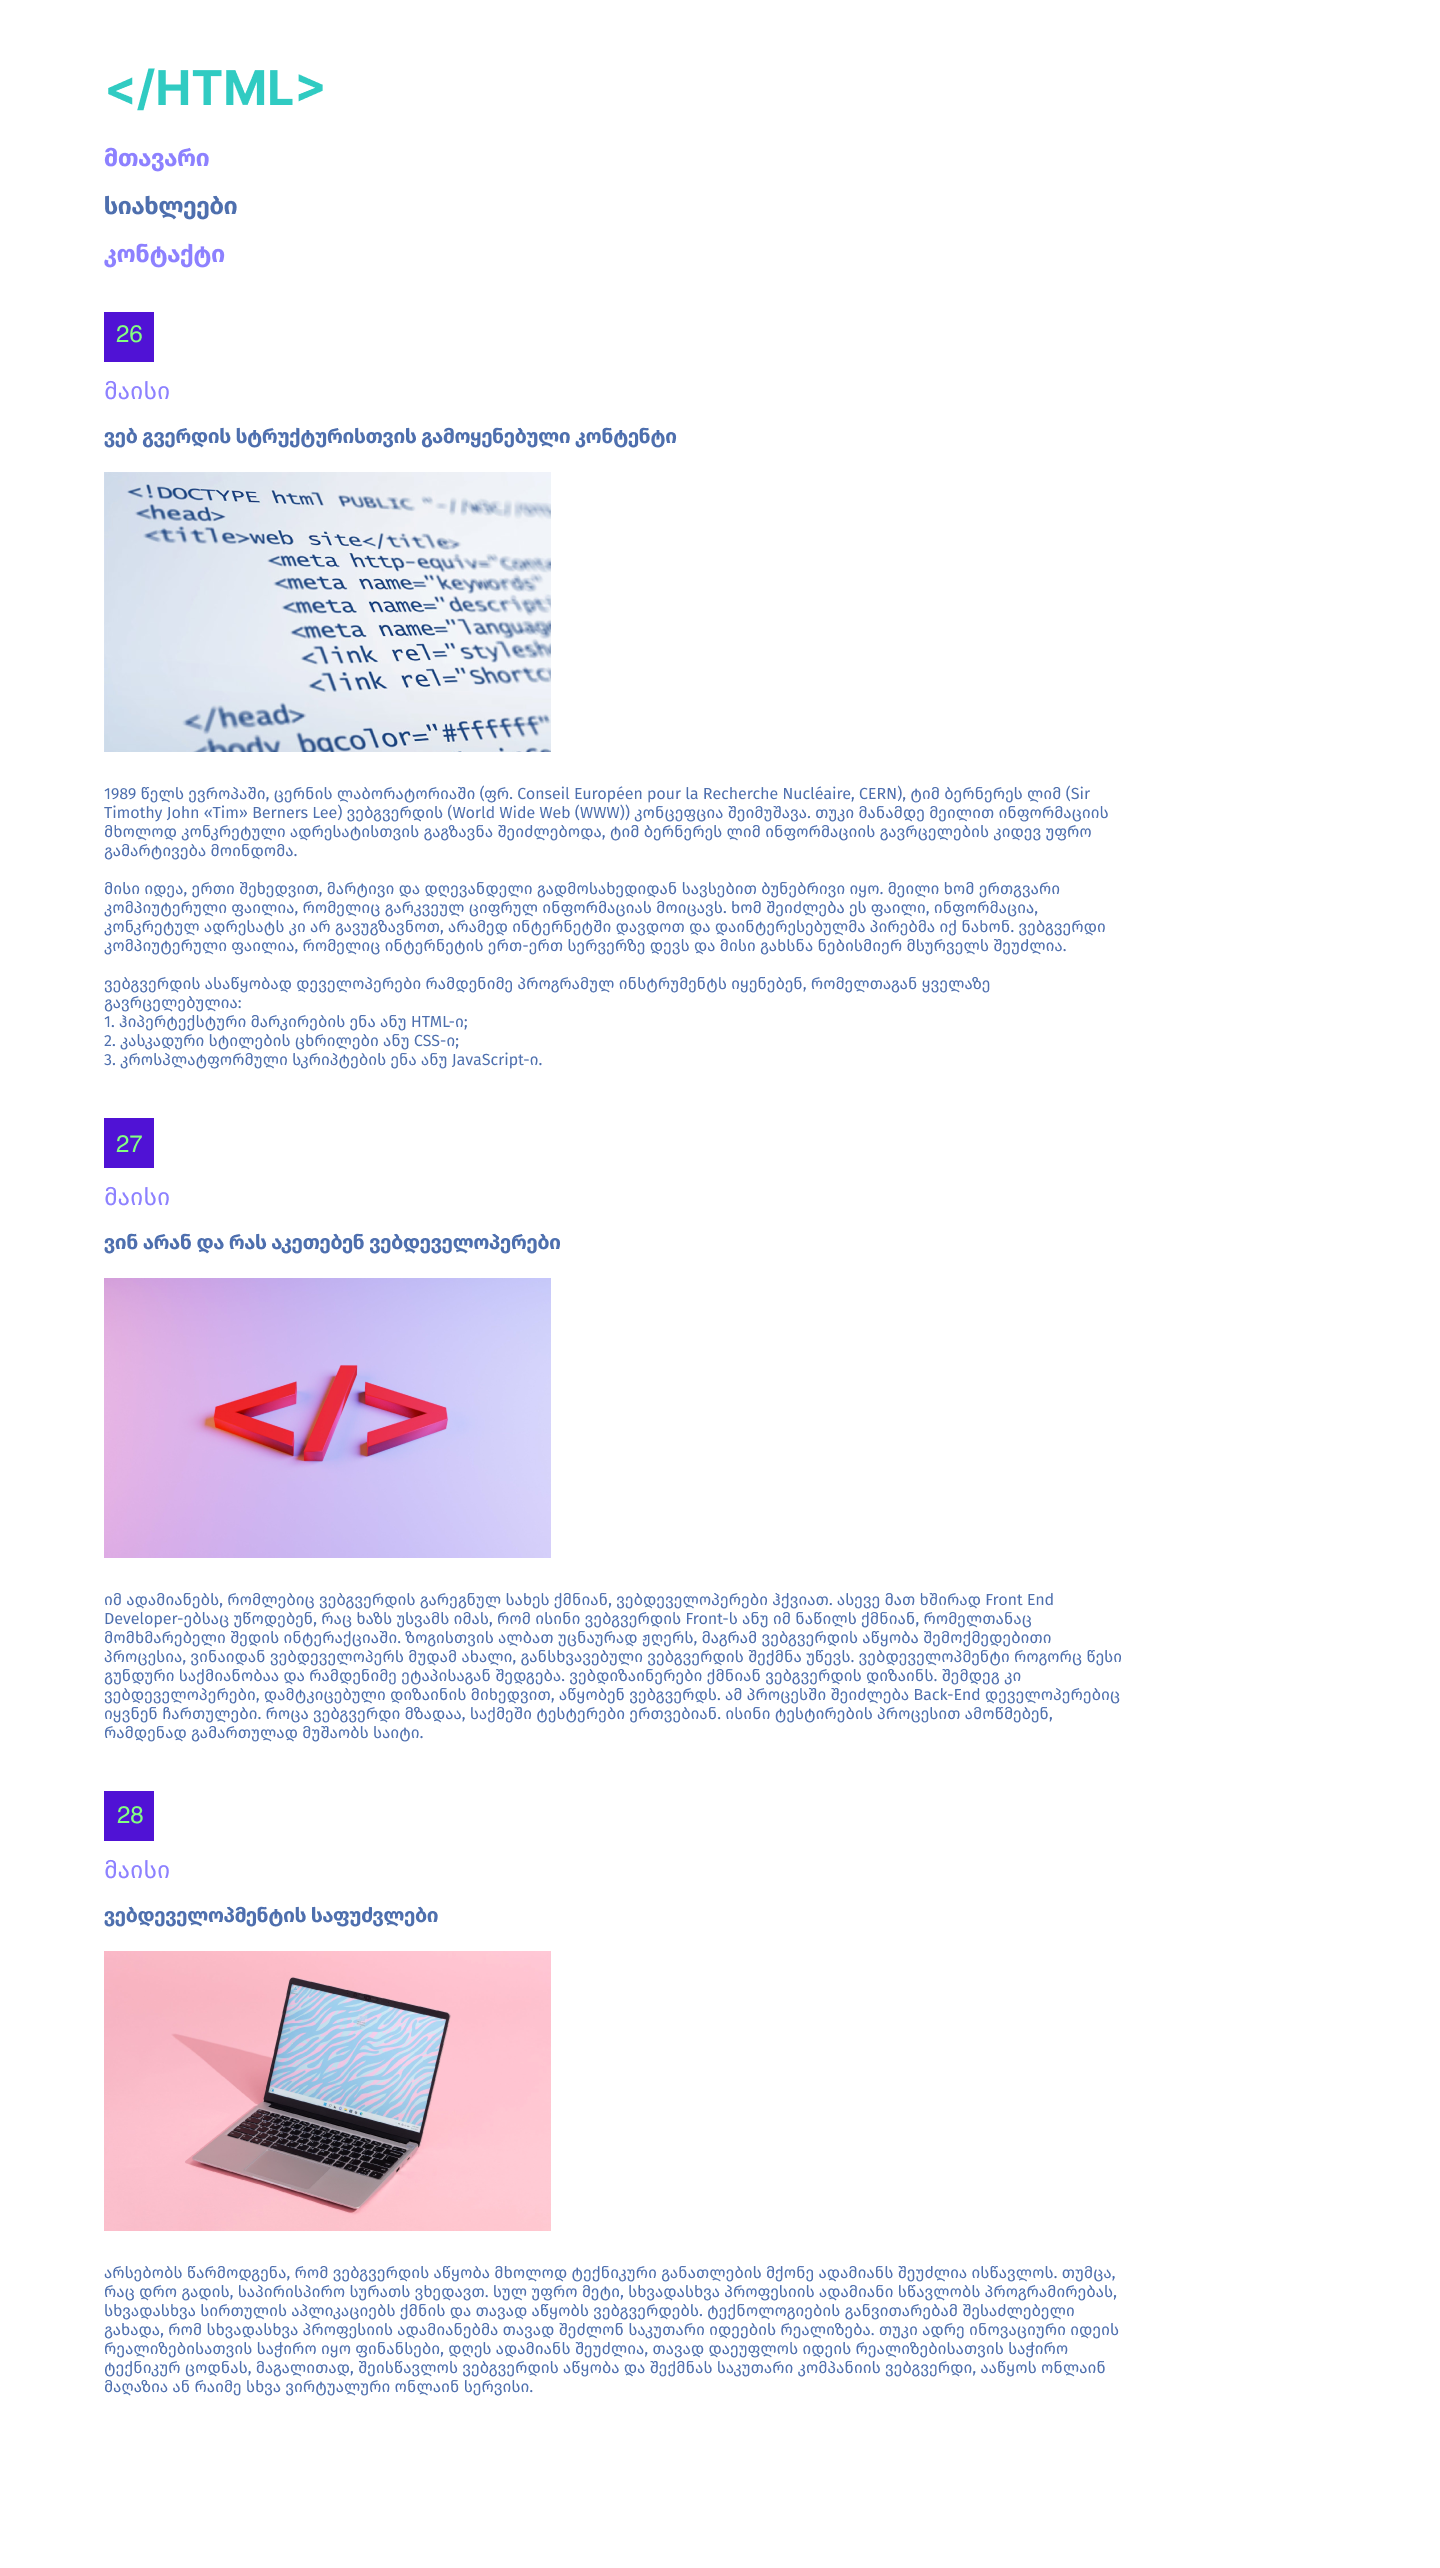 </HTML>
მთავარი
სიახლეები
კონტაქტი
26
მაისი
ვებ გვერდის სტრუქტურისთვის გამოყენებული კონტენტი
<!DOCTYPE html PUBLIC "-//W3C//
<head>
<title>web site</title>
<meta http-equiv="Conte
<meta name="keywords"
<meta name="descripti
<meta name="language
<link rel="stylesh
<link rel="Shortcu
</head>
<body bgcolor="#ffffff"
1989 წელს ევროპაში, ცერნის ლაბორატორიაში (ფრ. Conseil Européen pour la Recherche Nucléaire, CERN), ტიმ ბერნერეს ლიმ (Sir
Timothy John «Tim» Berners Lee) ვებგვერდის (World Wide Web (WWW)) კონცეფცია შეიმუშავა. თუკი მანამდე მეილით ინფორმაციის
მხოლოდ კონკრეტული ადრესატისთვის გაგზავნა შეიძლებოდა, ტიმ ბერნერეს ლიმ ინფორმაციის გავრცელების კიდევ უფრო
გამარტივება მოინდომა.
მისი იდეა, ერთი შეხედვით, მარტივი და დღევანდელი გადმოსახედიდან სავსებით ბუნებრივი იყო. მეილი ხომ ერთგვარი
კომპიუტერული ფაილია, რომელიც გარკვეულ ციფრულ ინფორმაციას მოიცავს. ხომ შეიძლება ეს ფაილი, ინფორმაცია,
კონკრეტულ ადრესატს კი არ გავუგზავნოთ, არამედ ინტერნეტში დავდოთ და დაინტერესებულმა პირებმა იქ ნახონ. ვებგვერდი
კომპიუტერული ფაილია, რომელიც ინტერნეტის ერთ-ერთ სერვერზე დევს და მისი გახსნა ნებისმიერ მსურველს შეუძლია.
ვებგვერდის ასაწყობად დეველოპერები რამდენიმე პროგრამულ ინსტრუმენტს იყენებენ, რომელთაგან ყველაზე
გავრცელებულია:
1. ჰიპერტექსტური მარკირების ენა ანუ HTML-ი;
2. კასკადური სტილების ცხრილები ანუ CSS-ი;
3. კროსპლატფორმული სკრიპტების ენა ანუ JavaScript-ი.
27
მაისი
ვინ არან და რას აკეთებენ ვებდეველოპერები
</>
იმ ადამიანებს, რომლებიც ვებგვერდის გარეგნულ სახეს ქმნიან, ვებდეველოპერები ჰქვიათ. ასევე მათ ხშირად Front End
Developer-ებსაც უწოდებენ, რაც ხაზს უსვამს იმას, რომ ისინი ვებგვერდის Front-ს ანუ იმ ნაწილს ქმნიან, რომელთანაც
მომხმარებელი შედის ინტერაქციაში. ზოგისთვის ალბათ უცნაურად ჟღერს, მაგრამ ვებგვერდის აწყობა შემოქმედებითი
პროცესია, ვინაიდან ვებდეველოპერს მუდამ ახალი, განსხვავებული ვებგვერდის შექმნა უწევს. ვებდეველოპმენტი როგორც წესი
გუნდური საქმიანობაა და რამდენიმე ეტაპისაგან შედგება. ვებდიზაინერები ქმნიან ვებგვერდის დიზაინს. შემდეგ კი
ვებდეველოპერები, დამტკიცებული დიზაინის მიხედვით, აწყობენ ვებგვერდს. ამ პროცესში შეიძლება Back-End დეველოპერებიც
იყვნენ ჩართულები. როცა ვებგვერდი მზადაა, საქმეში ტესტერები ერთვებიან. ისინი ტესტირების პროცესით ამოწმებენ,
რამდენად გამართულად მუშაობს საიტი.
28
მაისი
ვებდეველოპმენტის საფუძვლები
არსებობს წარმოდგენა, რომ ვებგვერდის აწყობა მხოლოდ ტექნიკური განათლების მქონე ადამიანს შეუძლია ისწავლოს. თუმცა,
რაც დრო გადის, საპირისპირო სურათს ვხედავთ. სულ უფრო მეტი, სხვადასხვა პროფესიის ადამიანი სწავლობს პროგრამირებას,
სხვადასხვა სირთულის აპლიკაციებს ქმნის და თავად აწყობს ვებგვერდებს. ტექნოლოგიების განვითარებამ შესაძლებელი
გახადა, რომ სხვადასხვა პროფესიის ადამიანებმა თავად შეძლონ საკუთარი იდეების რეალიზება. თუკი ადრე ინოვაციური იდეის
რეალიზებისათვის საჭირო იყო ფინანსები, დღეს ადამიანს შეუძლია, თავად დაეუფლოს იდეის რეალიზებისათვის საჭირო
ტექნიკურ ცოდნას, მაგალითად, შეისწავლოს ვებგვერდის აწყობა და შექმნას საკუთარი კომპანიის ვებგვერდი, ააწყოს ონლაინ
მაღაზია ან რაიმე სხვა ვირტუალური ონლაინ სერვისი.